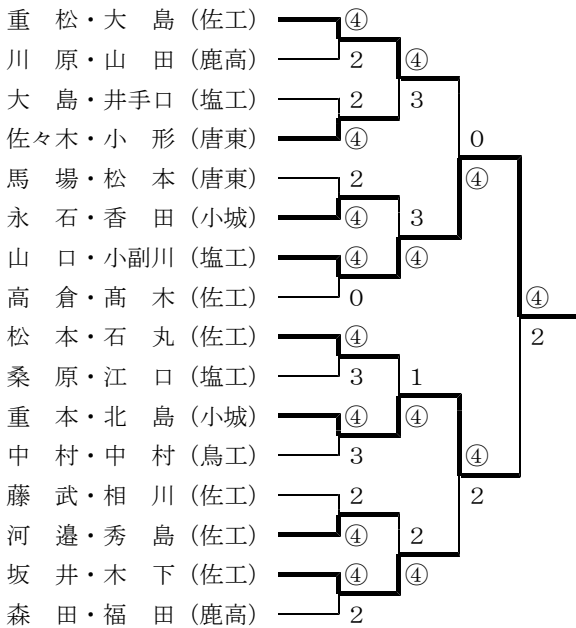 重 松・大 島 (佐工) ④
川 原・山 田 (鹿高) 2 ④
大 島・井手口 (塩工) 2 3
佐々木・小 形 (唐東) ④ 0
馬 場・松 本 (唐東) 2 ④
永 石・香 田 (小城) ④ 3
山 口・小副川 (塩工) ④ ④
高 倉・髙 木 (佐工) 0 ④
松 本・石 丸 (佐工) ④ 2
桑 原・江 口 (塩工) 3 1
重 本・北 島 (小城) ④ ④
中 村・中 村 (鳥工) 3 ④
藤 武・相 川 (佐工) 2 2
河 邉・秀 島 (佐工) ④ 2
坂 井・木 下 (佐工) ④ ④
森 田・福 田 (鹿高) 2